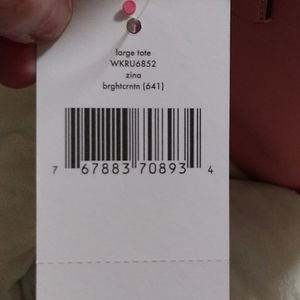 large tote
WKRU6852
zina
brghtcrntn (641)
7 67883 70893 4